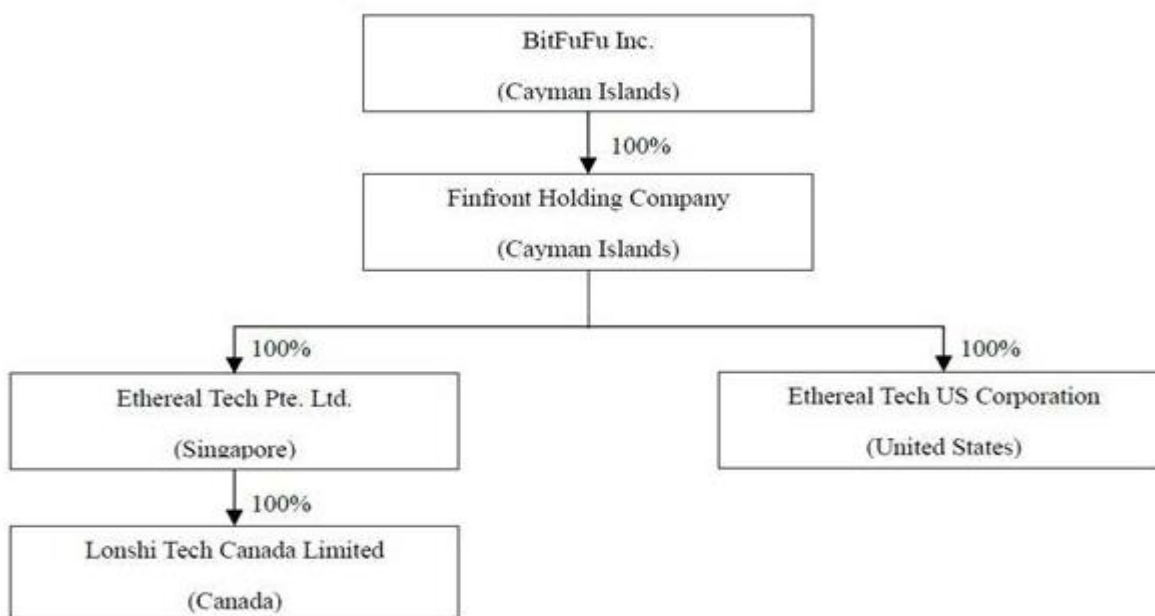 BitFuFu Inc.
(Cayman Islands)
100%
Finfront Holding Company
(Cayman Islands)
100%
100%
Ethereal Tech Pte. Ltd.
(Singapore)
Ethereal Tech US Corporation
(United States)
100%
Lonshi Tech Canada Limited
(Canada)